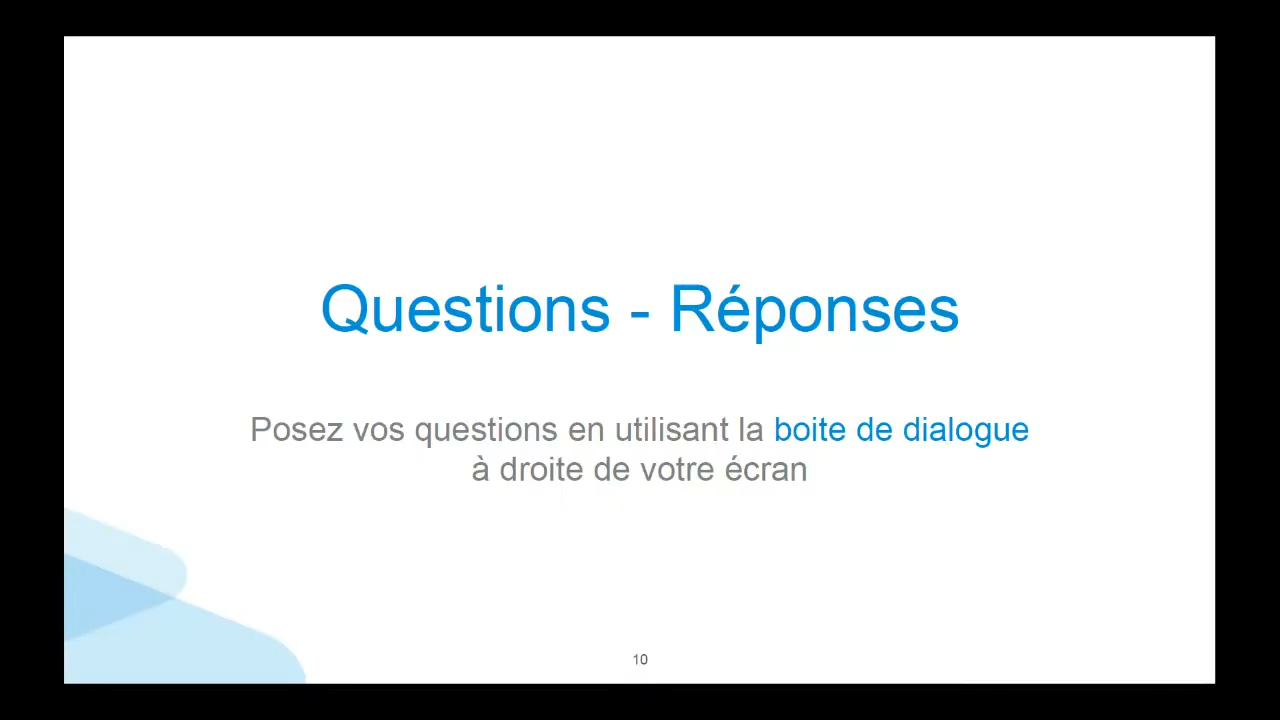 Questions - Réponses
Posez vos questions en utilisant la boite de dialogue
à droite de votre écran
10